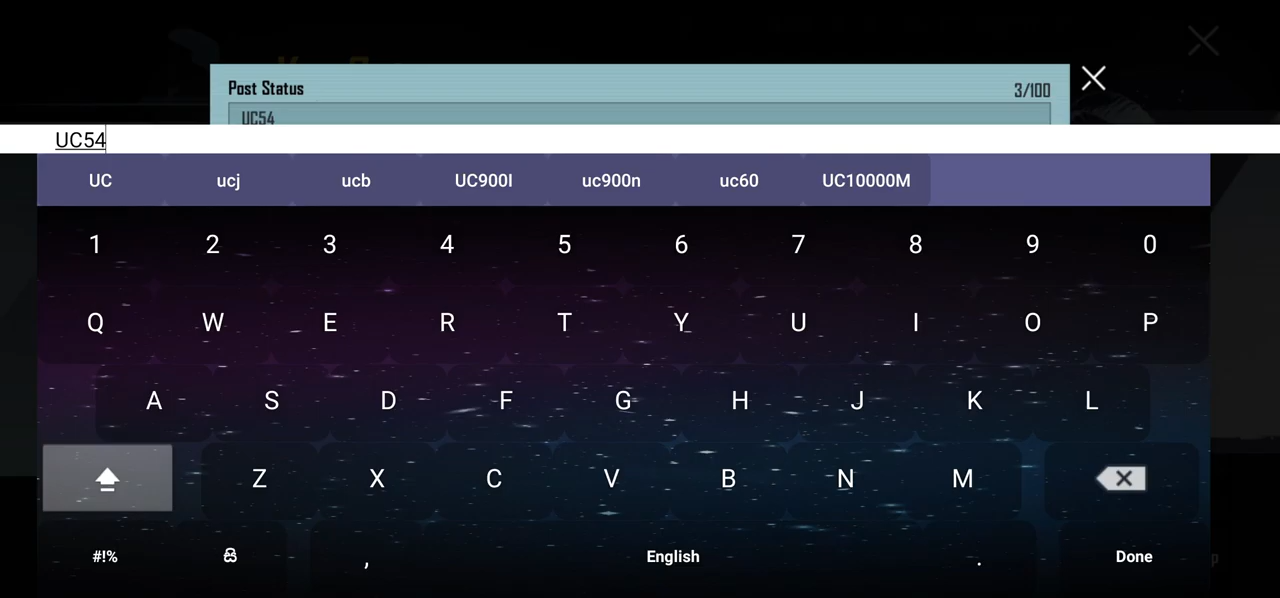 Post Status
3/100
UC54
UC54
UC ucj ucb UC900I uc900n uc60 UC10000M
1 2 3 4 5 6 7 8 9 0
Q W E R T Y U I O P
A S D F G H J K L
Z X C V B N M
#!% , English . Done